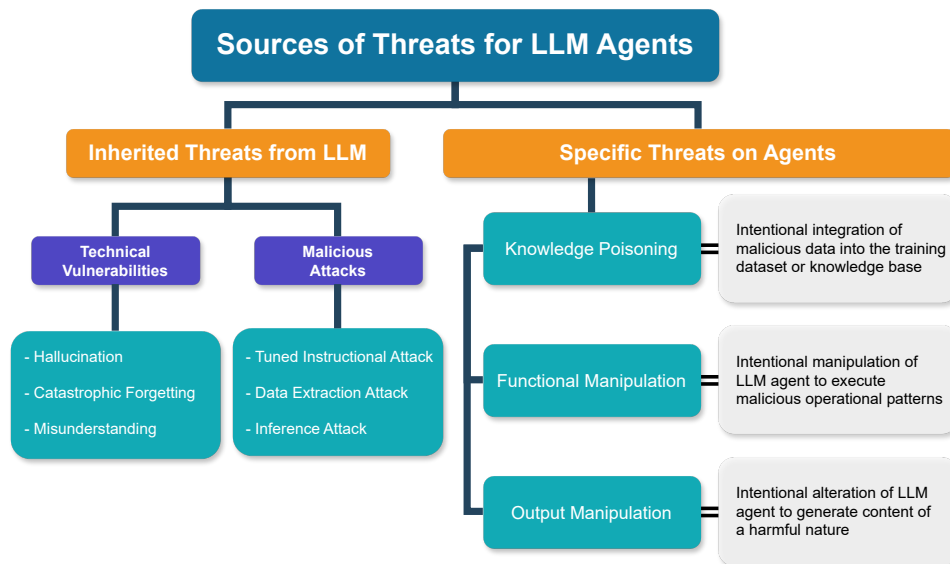 Sources of Threats for LLM Agents
Inherited Threats from LLM
Specific Threats on Agents
Technical
Vulnerabilities
Malicious
Attacks
- Hallucination
- Catastrophic Forgetting
- Misunderstanding
- Tuned Instructional Attack
- Data Extraction Attack
- Inference Attack
Knowledge Poisoning
Intentional integration of
malicious data into the training
dataset or knowledge base
Functional Manipulation
Intentional manipulation of
LLM agent to execute
malicious operational patterns
Output Manipulation
Intentional alteration of LLM
agent to generate content of
a harmful nature